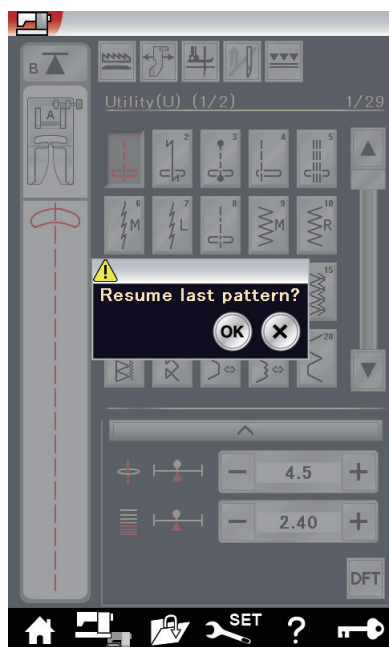 B
A
Utility(U) (1/2) 1/29
1 2 3 4 5
6 M 7 L 8 9 M 10 R
Resume last pattern?
15
OK
20
4.5
2.40
DFT
SET ?